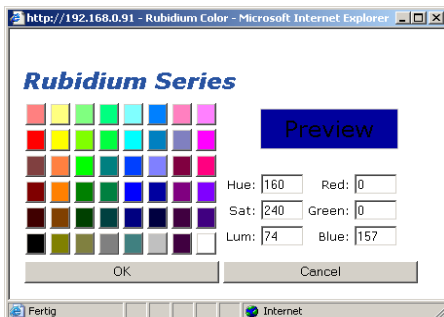 http://192.168.0.91 - Rubidium Color - Microsoft Internet Explorer
Rubidium Series
Preview
Hue: 160 Red: 0
Sat: 240 Green: 0
Lum: 74 Blue: 157
OK Cancel
Fertig Internet